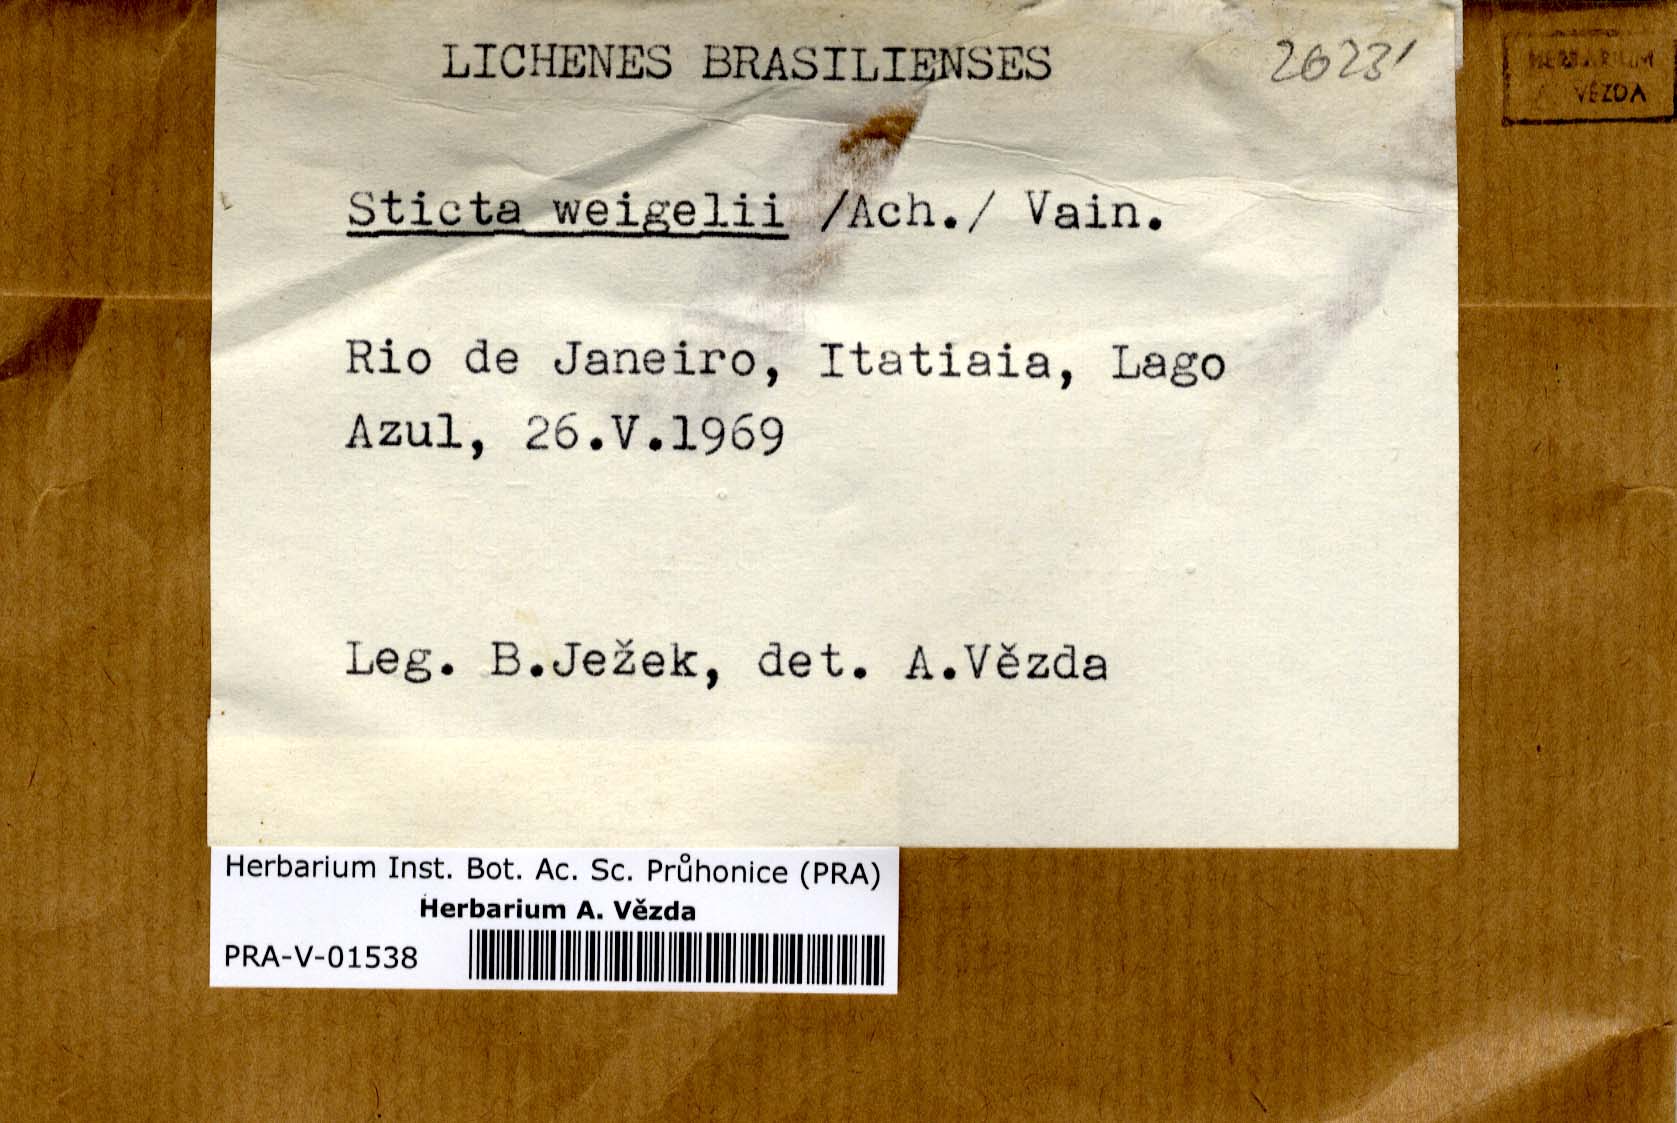 LICHENES BRASILIENSES
Sticta weigelii /Ach./ Vain.
Rio de Janeiro, Itatiaia, Lago
Azul, 26.V.1969
Leg. B.Ježek, det. A.Vězda
HERBARIUM
A. VĚZDA
Herbarium Inst. Bot. Ac. Sc. Průhonice (PRA)
Herbarium A. Vězda
PRA-V-01538